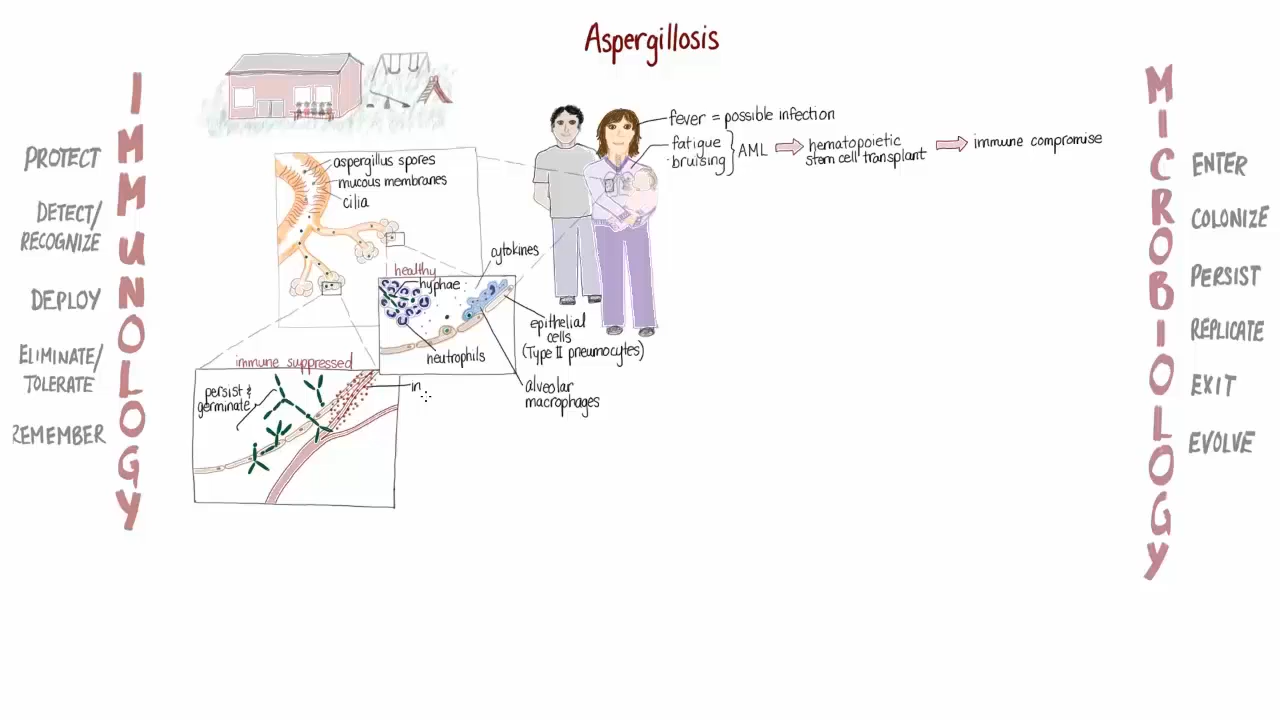 Aspergillosis
IMMUNOLOGY
PROTECT
DETECT/
RECOGNIZE
DEPLOY
ELIMINATE/
TOLERATE
REMEMBER
fever = possible infection
fatigue
bruising
AML
hematopoietic
stem cell transplant
immune compromise
aspergillus spores
mucous membranes
cilia
cytokines
healthy
hyphae
epithelial
cells
(Type II pneumocytes)
neutrophils
alveolar
macrophages
immune suppressed
persist &
germinate
in
MICROBIOLOGY
ENTER
COLONIZE
PERSIST
REPLICATE
EXIT
EVOLVE